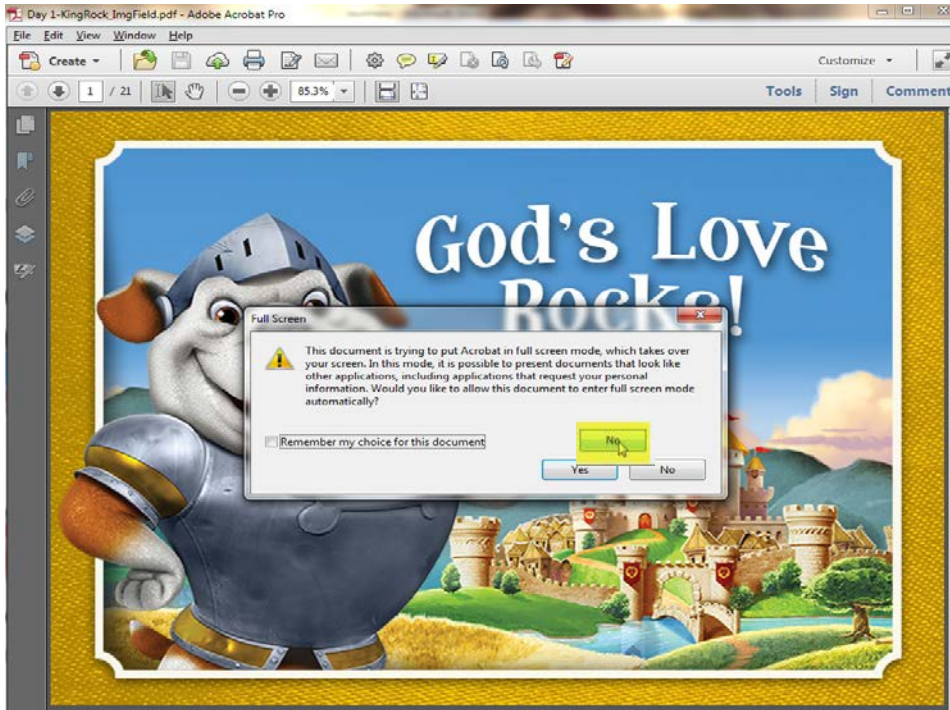 Day 1-KingRock_ImgField.pdf - Adobe Acrobat Pro
File Edit View Window Help
Create
Customize
1 / 21
85.3%
Tools Sign Comment
God's Love
Rocks!
Full Screen
This document is trying to put Acrobat in full screen mode, which takes over
your screen. In this mode, it is possible to present documents that look like
other applications, including applications that request your personal
information. Would you like to allow this document to enter full screen mode
automatically?
Remember my choice for this document
No
Yes No